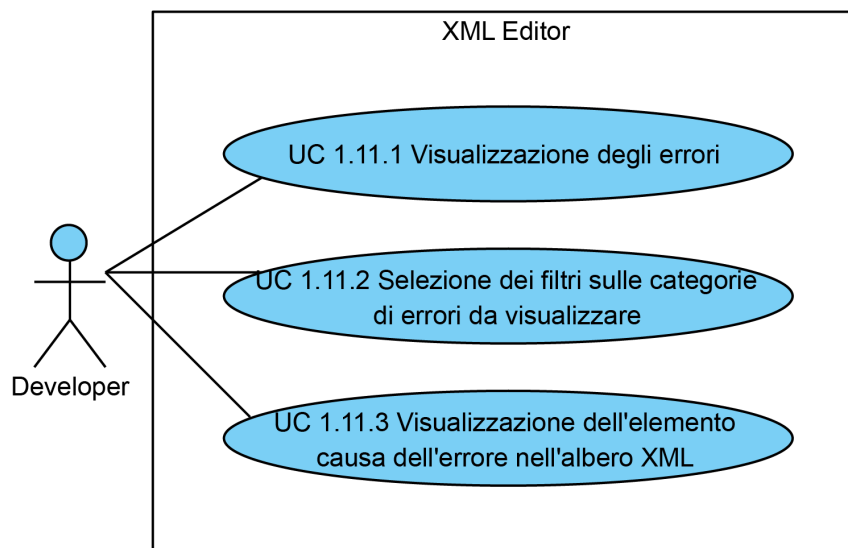 XML Editor
UC 1.11.1 Visualizzazione degli errori
UC 1.11.2 Selezione dei filtri sulle categorie
di errori da visualizzare
Developer
UC 1.11.3 Visualizzazione dell'elemento
causa dell'errore nell'albero XML